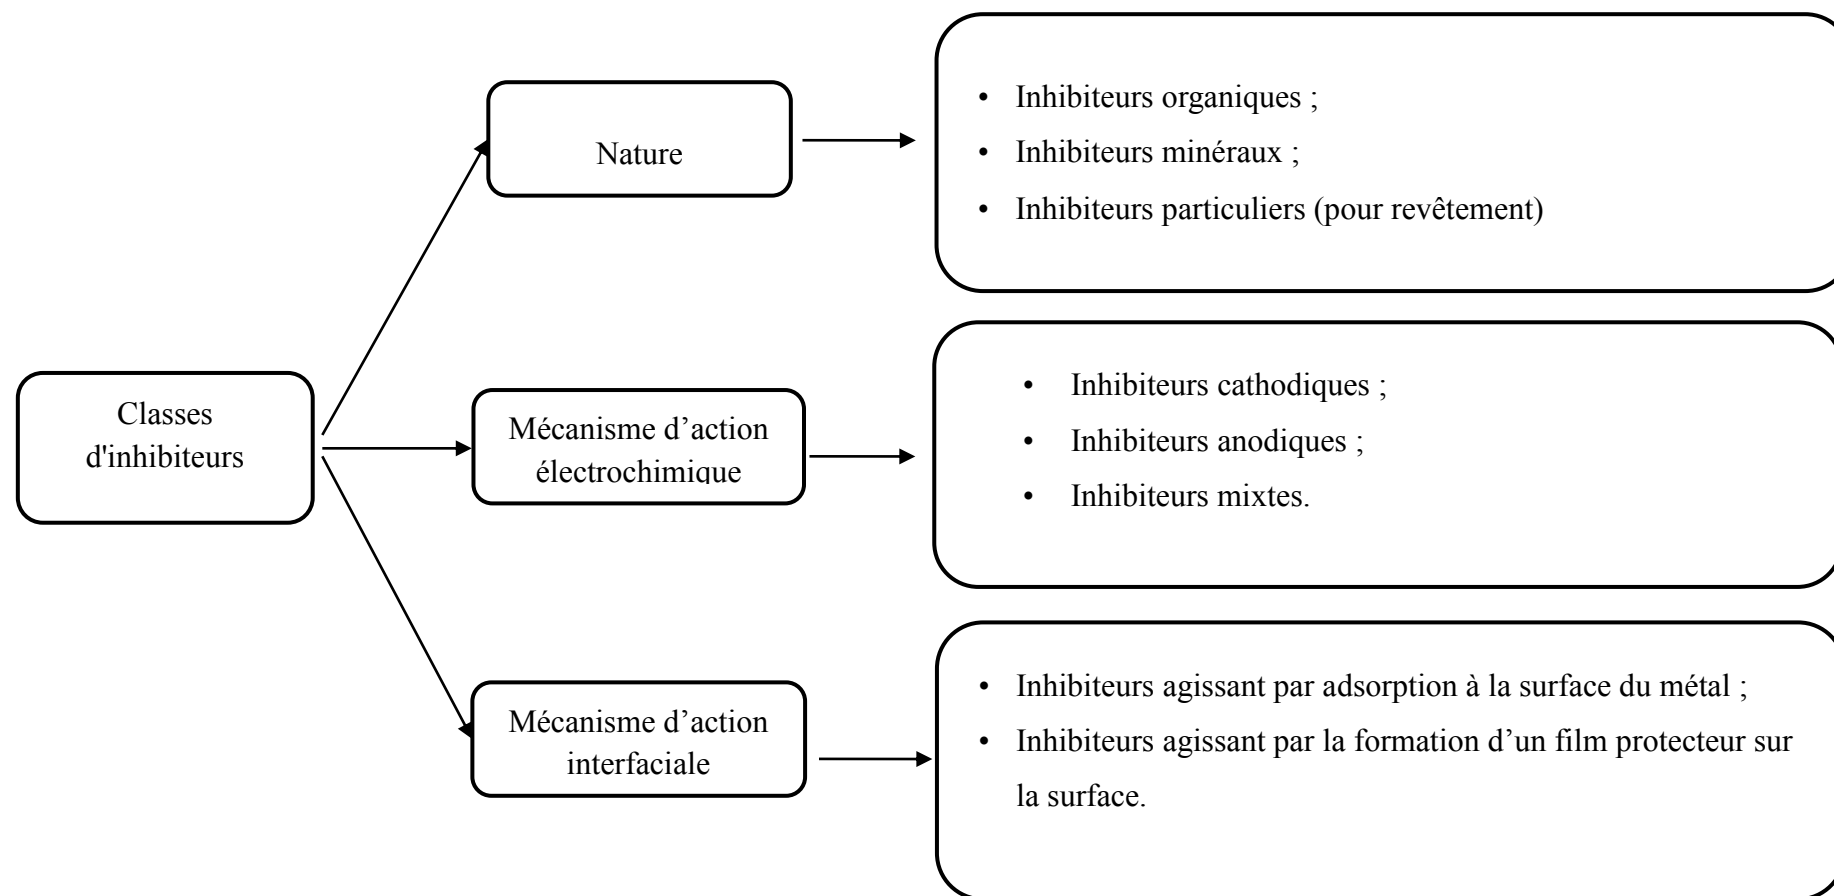 Classes
d'inhibiteurs
Nature
• Inhibiteurs organiques ;
• Inhibiteurs minéraux ;
• Inhibiteurs particuliers (pour revêtement)
Mécanisme d’action
électrochimique
• Inhibiteurs cathodiques ;
• Inhibiteurs anodiques ;
• Inhibiteurs mixtes.
Mécanisme d’action
interfaciale
• Inhibiteurs agissant par adsorption à la surface du métal ;
• Inhibiteurs agissant par la formation d’un film protecteur sur
la surface.